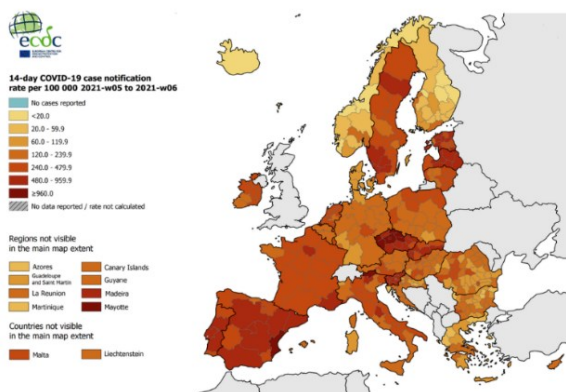 ecdc
14-day COVID-19 case notification
rate per 100 000 2021-w05 to 2021-w06
No cases reported
<20.0
20.0 - 59.9
60.0 - 119.9
120.0 - 239.9
240.0 - 479.9
480.0 - 959.9
≥960.0
No data reported / rate not calculated
Regions not visible
in the main map extent
Azores
Canary Islands
Guadeloupe
and Saint Martin
Guyane
La Reunion
Madeira
Martinique
Mayotte
Countries not visible
in the main map extent
Malta
Liechtenstein